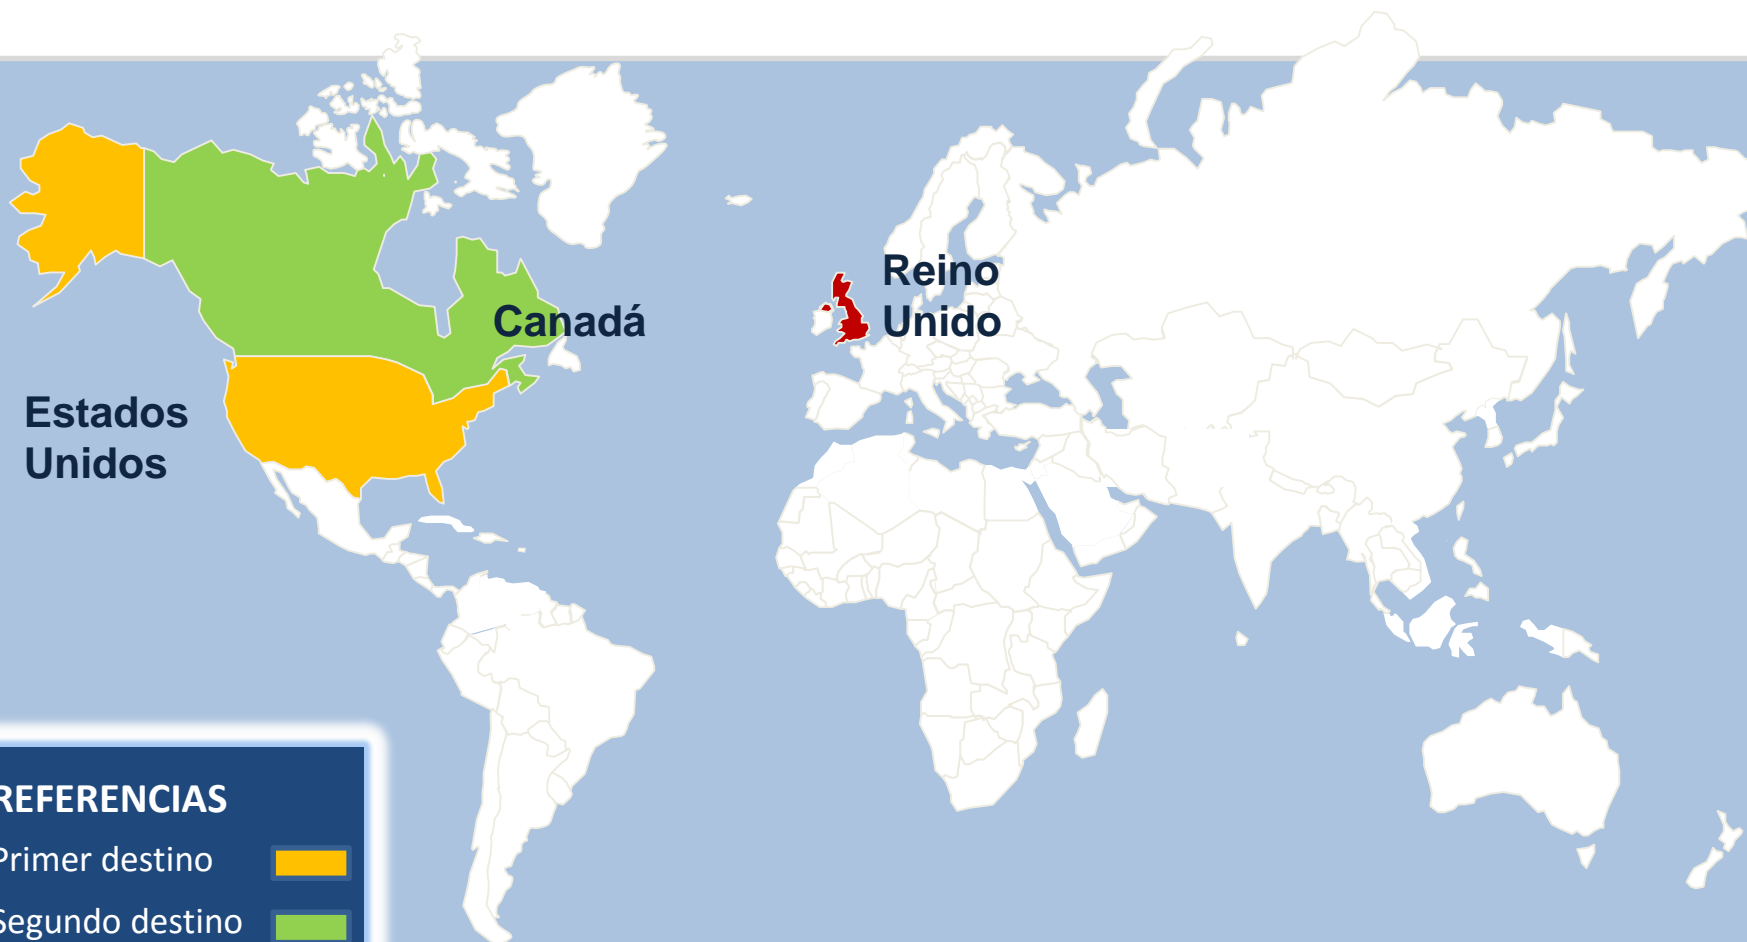 Reino
Unido
Canadá
Estados
Unidos
REFERENCIAS
Primer destino
Segundo destino